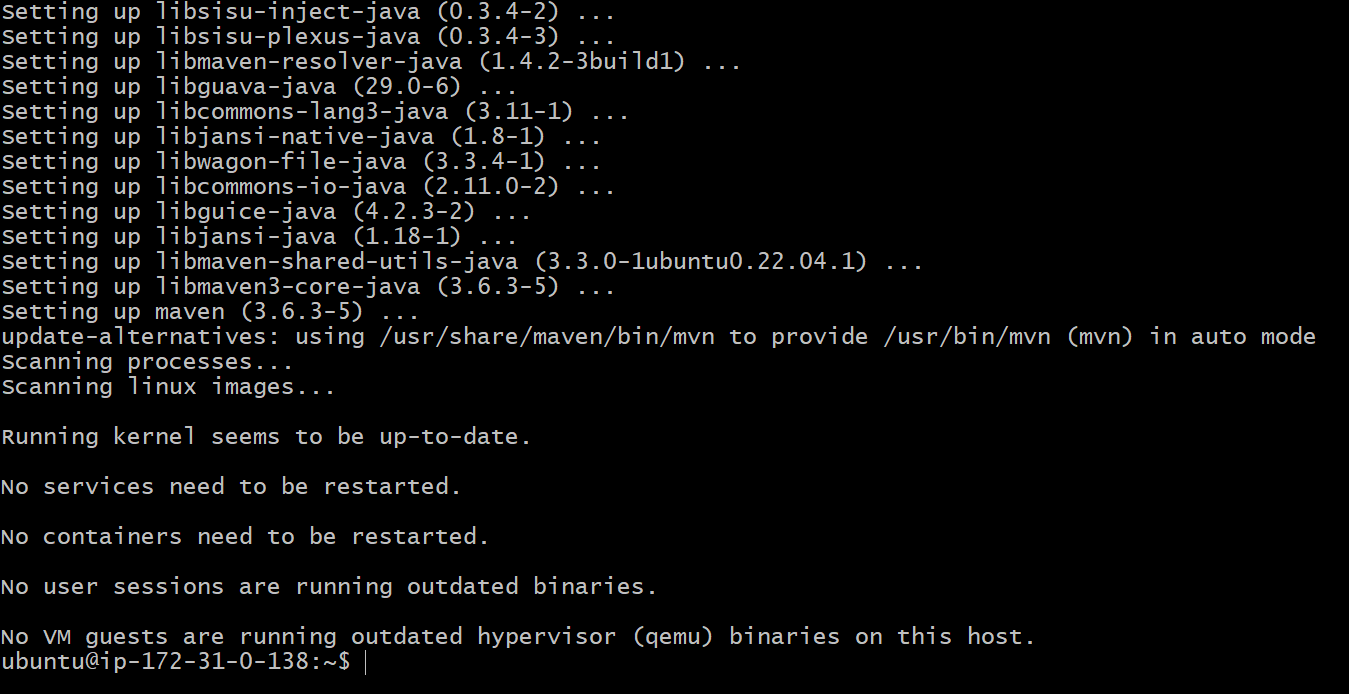 Setting up libsisu-inject-java (0.3.4-2) ...
Setting up libsisu-plexus-java (0.3.4-3) ...
Setting up libmaven-resolver-java (1.4.2-3build1) ...
Setting up libguava-java (29.0-6) ...
Setting up libcommons-lang3-java (3.11-1) ...
Setting up libjansi-native-java (1.8-1) ...
Setting up libwagon-file-java (3.3.4-1) ...
Setting up libcommons-io-java (2.11.0-2) ...
Setting up libguice-java (4.2.3-2) ...
Setting up libjansi-java (1.18-1) ...
Setting up libmaven-shared-utils-java (3.3.0-1ubuntu0.22.04.1) ...
Setting up libmaven3-core-java (3.6.3-5) ...
Setting up maven (3.6.3-5) ...
update-alternatives: using /usr/share/maven/bin/mvn to provide /usr/bin/mvn (mvn) in auto mode
Scanning processes...
Scanning linux images...
Running kernel seems to be up-to-date.
No services need to be restarted.
No containers need to be restarted.
No user sessions are running outdated binaries.
No VM guests are running outdated hypervisor (qemu) binaries on this host.
ubuntu@ip-172-31-0-138:~$